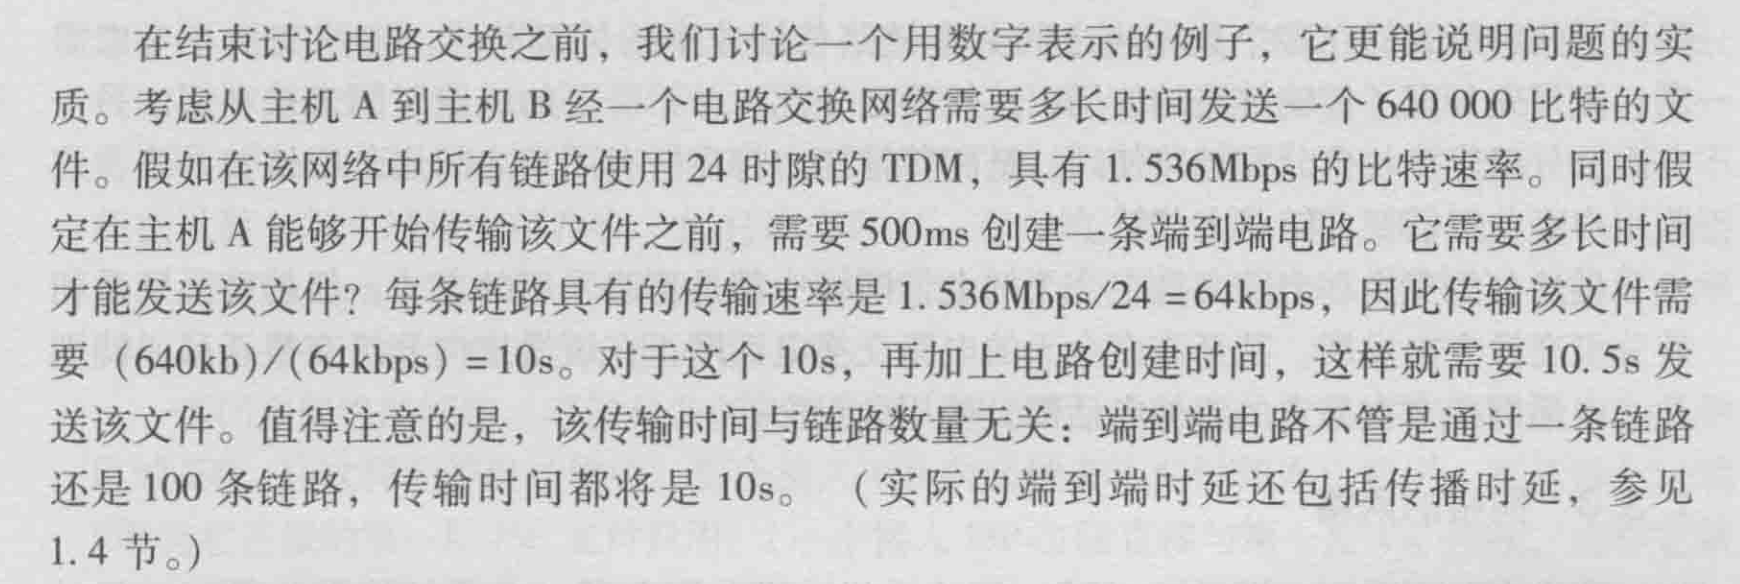 在结束讨论电路交换之前，我们讨论一个用数字表示的例子，它更能说明问题的实
质。考虑从主机 A 到主机 B 经一个电路交换网络需要多长时间发送一个 640 000 比特的文
件。假如在该网络中所有链路使用 24 时隙的 TDM，具有 1.536Mbps 的比特速率。同时假
定在主机 A 能够开始传输该文件之前，需要 500ms 创建一条端到端电路。它需要多长时间
才能发送该文件？每条链路具有的传输速率是 1.536Mbps/24 = 64kbps，因此传输该文件需
要（640kb）/（64kbps）= 10s。对于这个 10s，再加上电路创建时间，这样就需要 10.5s 发
送该文件。值得注意的是，该传输时间与链路数量无关：端到端电路不管是通过一条链路
还是 100 条链路，传输时间都将是 10s。（实际的端到端时延还包括传播时延，参见
1.4 节。）